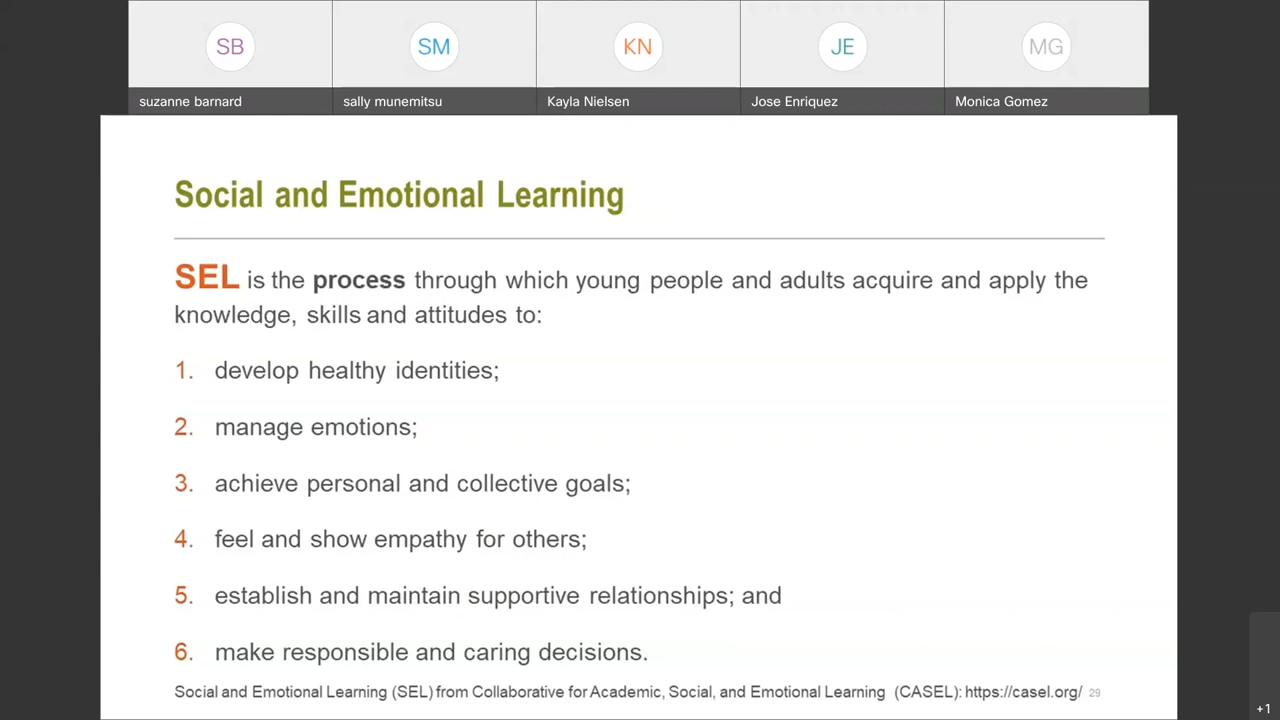 SB SM KN JE MG
suzanne barnard sally munemitsu Kayla Nielsen Jose Enriquez Monica Gomez
Social and Emotional Learning
SEL is the process through which young people and adults acquire and apply the
knowledge, skills and attitudes to:
1. develop healthy identities;
2. manage emotions;
3. achieve personal and collective goals;
4. feel and show empathy for others;
5. establish and maintain supportive relationships; and
6. make responsible and caring decisions.
Social and Emotional Learning (SEL) from Collaborative for Academic, Social, and Emotional Learning (CASEL): https://casel.org/ 29
+1